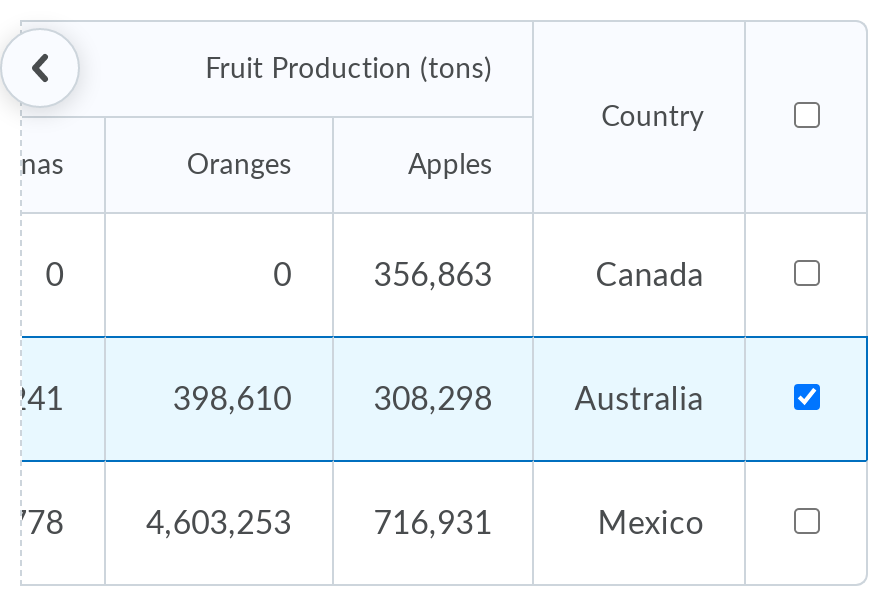 Fruit Production (tons)
Country
Oranges
Apples
0
0
356,863
Canada
398,610
308,298
Australia
4,603,253
716,931
Mexico